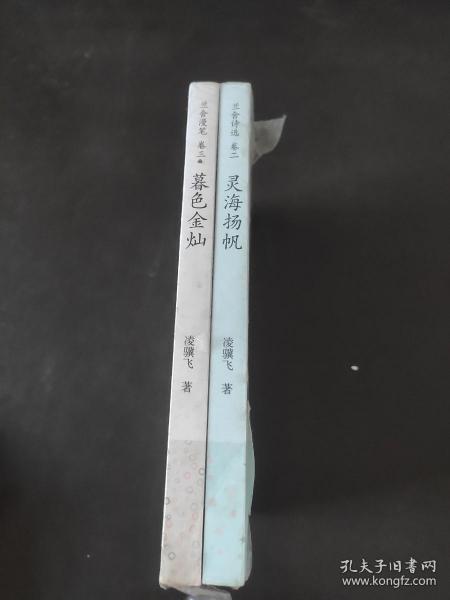 兰舍漫笔 卷三 暮色金灿 凌骥飞 著
兰舍诗选 卷二 灵海扬帆 凌骥飞 著
孔夫子旧书网
www.kongfz.com